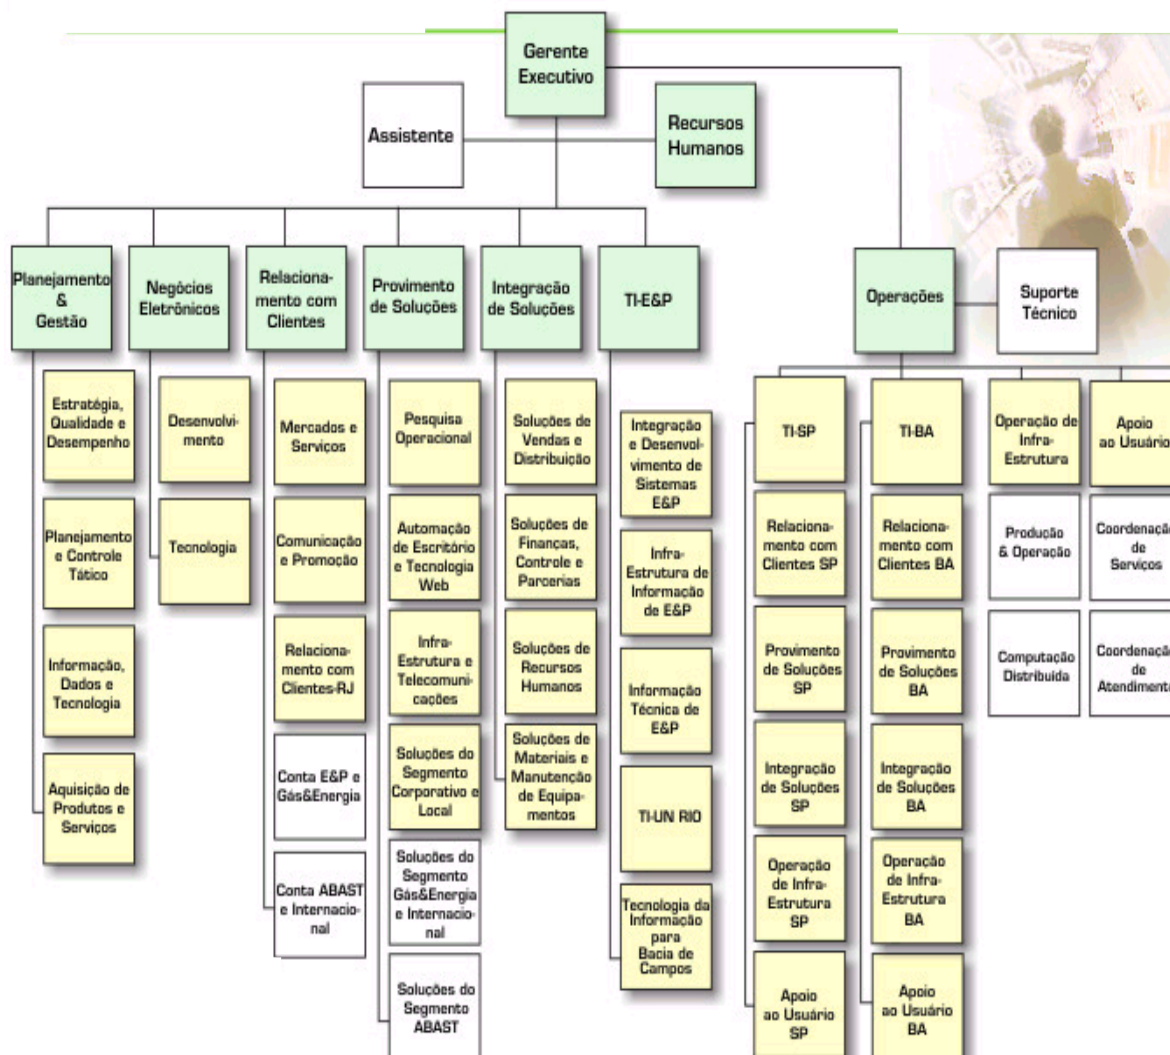 Gerente
Executivo
Assistente
Recursos
Humanos
Planejamento
&
Gestão
Negócios
Eletrônicos
Relaciona-
mento com
Clientes
Provimento
de Soluções
Integração
de Soluções
TI-E&P
Operações
Suporte
Técnico
Estratégia,
Qualidade e
Desempenho
Planejamento
e Controle
Tático
Informação,
Dados e
Tecnologia
Aquisição de
Produtos e
Serviços
Desenvolvi-
mento
Tecnologia
Mercados e
Serviços
Comunicação
e Promoção
Relaciona-
mento com
Clientes-RJ
Conta E&P e
Gás&Energia
Conta ABAST
e Internacio-
nal
Pesquisa
Operacional
Automação
de Escritório
e Tecnologia
Web
Infra-
Estrutura e
Telecomuni-
cações
Soluções do
Segmento
Corporativo e
Local
Soluções do
Segmento
Gás&Energia
e Internacio-
nal
Soluções do
Segmento
ABAST
Soluções de
Vendas e
Distribuição
Soluções de
Finanças,
Controle e
Parcerias
Soluções de
Recursos
Humanos
Soluções de
Materiais e
Manutenção
de Equipa-
mentos
Integração
e Desenvol-
vimento de
Sistemas
E&P
Infra-
Estrutura de
Informação
de E&P
Informação
Técnica de
E&P
TI-UN RIO
Tecnologia da
Informação
para
Bacia de
Campos
TI-SP
Relaciona-
mento com
Clientes SP
Provimento
de Soluções
SP
Integração
de Soluções
SP
Operação
de Infra-
Estrutura
SP
Apoio
ao Usuário
SP
TI-BA
Relaciona-
mento com
Clientes BA
Provimento
de Soluções
BA
Integração
de Soluções
BA
Operação
de Infra-
Estrutura
BA
Apoio
ao Usuário
BA
Operação de
Infra-
Estrutura
Produção
& Operação
Computação
Distribuída
Apoio
ao Usuário
Coordenação
de
Serviços
Coordenação
de
Atendimento